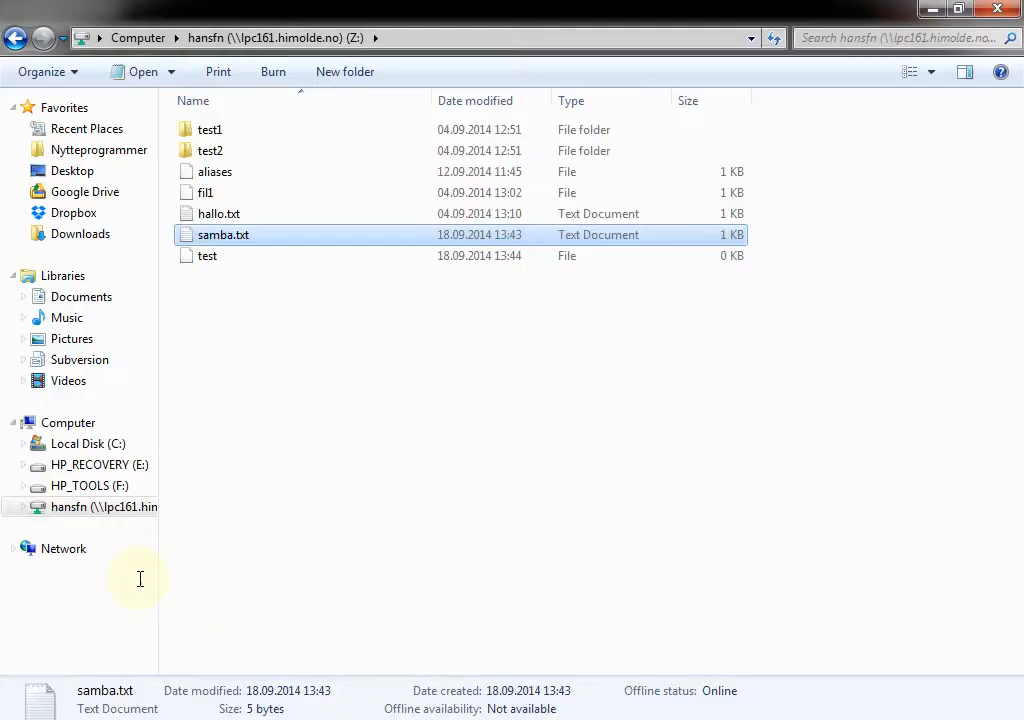 Computer hansfn (\\lpc161.himolde.no) (Z:) Search hansfn (\\lpc161.himolde.no...
Organize Open Print Burn New folder
Name Date modified Type Size
Favorites
Recent Places
Nytteprogrammer
Desktop
Google Drive
Dropbox
Downloads
Libraries
Documents
Music
Pictures
Subversion
Videos
Computer
Local Disk (C:)
HP_RECOVERY (E:)
HP_TOOLS (F:)
hansfn (\\lpc161.him
Network
test1 04.09.2014 12:51 File folder
test2 04.09.2014 12:51 File folder
aliases 12.09.2014 11:45 File 1 KB
fil1 04.09.2014 13:02 File 1 KB
hallo.txt 04.09.2014 13:10 Text Document 1 KB
samba.txt 18.09.2014 13:43 Text Document 1 KB
test 18.09.2014 13:44 File 0 KB
samba.txt Date modified: 18.09.2014 13:43 Date created: 18.09.2014 13:43 Offline status: Online
Text Document Size: 5 bytes Offline availability: Not available